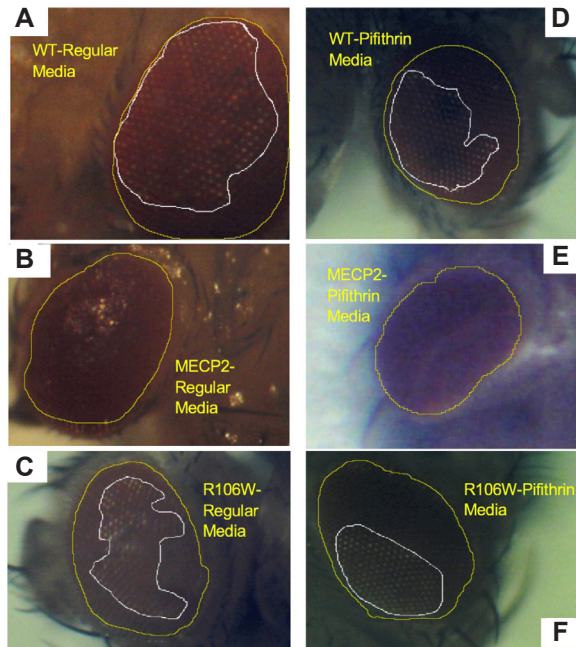 A
WT-Regular
Media
D
WT-Pifithrin
Media
B
MECP2-
Regular
Media
E
MECP2-
Pifithrin
Media
C
R106W-
Regular
Media
R106W-Pifithrin
Media
F